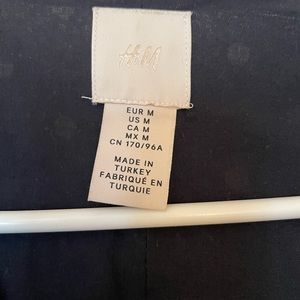 H&M
EUR M
US M
CA M
MX M
CN 170/96A
MADE IN
TURKEY
FABRIQUÉ EN
TURQUIE